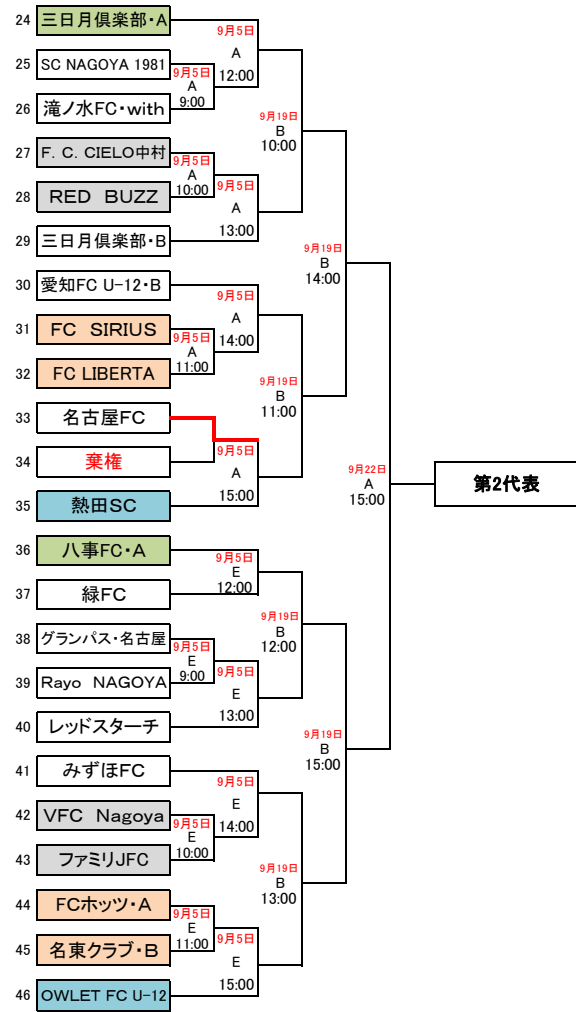 24 三日月倶楽部・A
9月5日
A
12:00
25 SC NAGOYA 1981
9月5日
A
9:00
26 滝ノ水FC・with
9月19日
B
10:00
27 F. C. CIELO中村
9月5日
A
10:00
28 RED BUZZ
9月5日
A
13:00
29 三日月倶楽部・B
9月19日
B
14:00
30 愛知FC U-12・B
9月5日
A
14:00
31 FC SIRIUS
9月5日
A
11:00
32 FC LIBERTA
9月19日
B
11:00
33 名古屋FC
34 棄権
9月5日
A
15:00
35 熱田SC
9月22日
A
15:00
第2代表
36 八事FC・A
9月5日
E
12:00
37 緑FC
9月19日
B
12:00
38 グランパス・名古屋
9月5日
E
9:00
39 Rayo NAGOYA
9月5日
E
13:00
40 レッドスターチ
9月19日
B
15:00
41 みずほFC
9月5日
E
14:00
42 VFC Nagoya
9月5日
E
10:00
43 ファミリJFC
9月19日
B
13:00
44 FCホッツ・A
9月5日
E
11:00
45 名東クラブ・B
9月5日
E
15:00
46 OWLET FC U-12